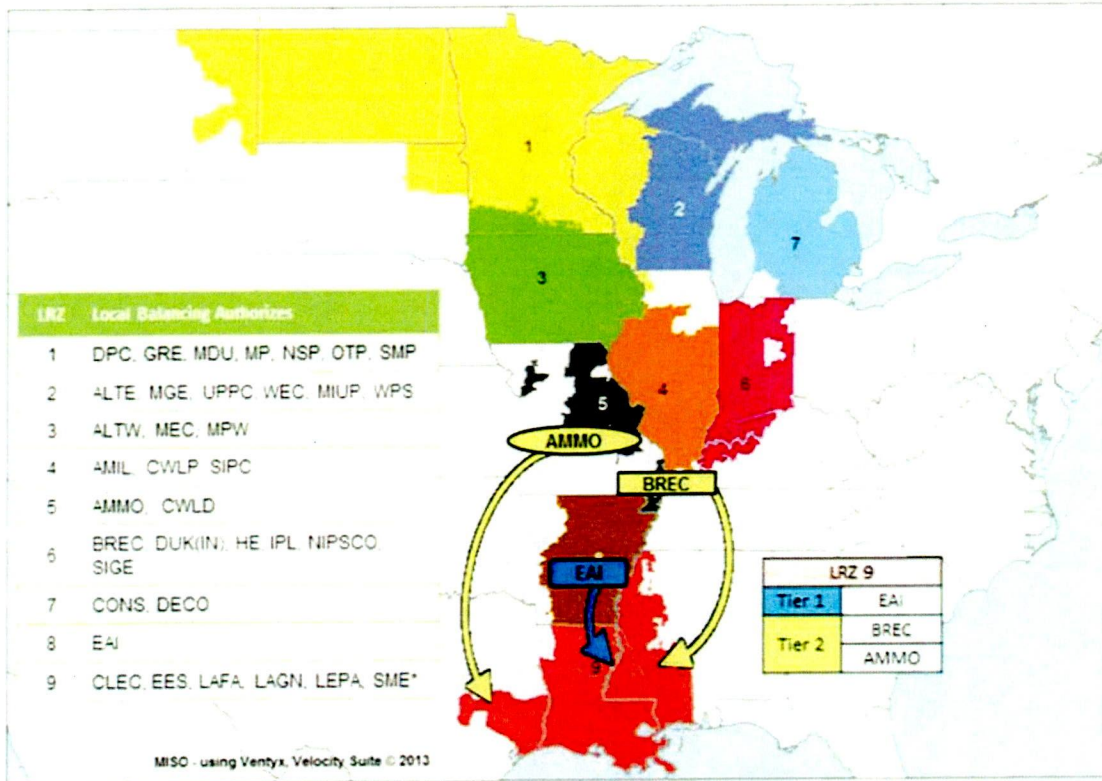 1
2
7
3
4
6
5
LRZ Local Balancing Authorizes
1 DPC, GRE, MDU, MP, NSP, OTP, SMP
2 ALTE, MGE, UPPC, WEC, MIUP, WPS
3 ALTW, MEC, MPW
4 AMIL, CWLP, SIPC
5 AMMO, CWLD
6 BREC, DUK(IN), HE, IPL, NIPSCO,
SIGE
7 CONS, DECO
8 EAI
9 CLEC, EES, LAFA, LAGN, LEPA, SME*
AMMO
BREC
EAI
9
LRZ 9
Tier 1 EAI
Tier 2 BREC
AMMO
MISO - using Ventyx, Velocity, Suite © 2013